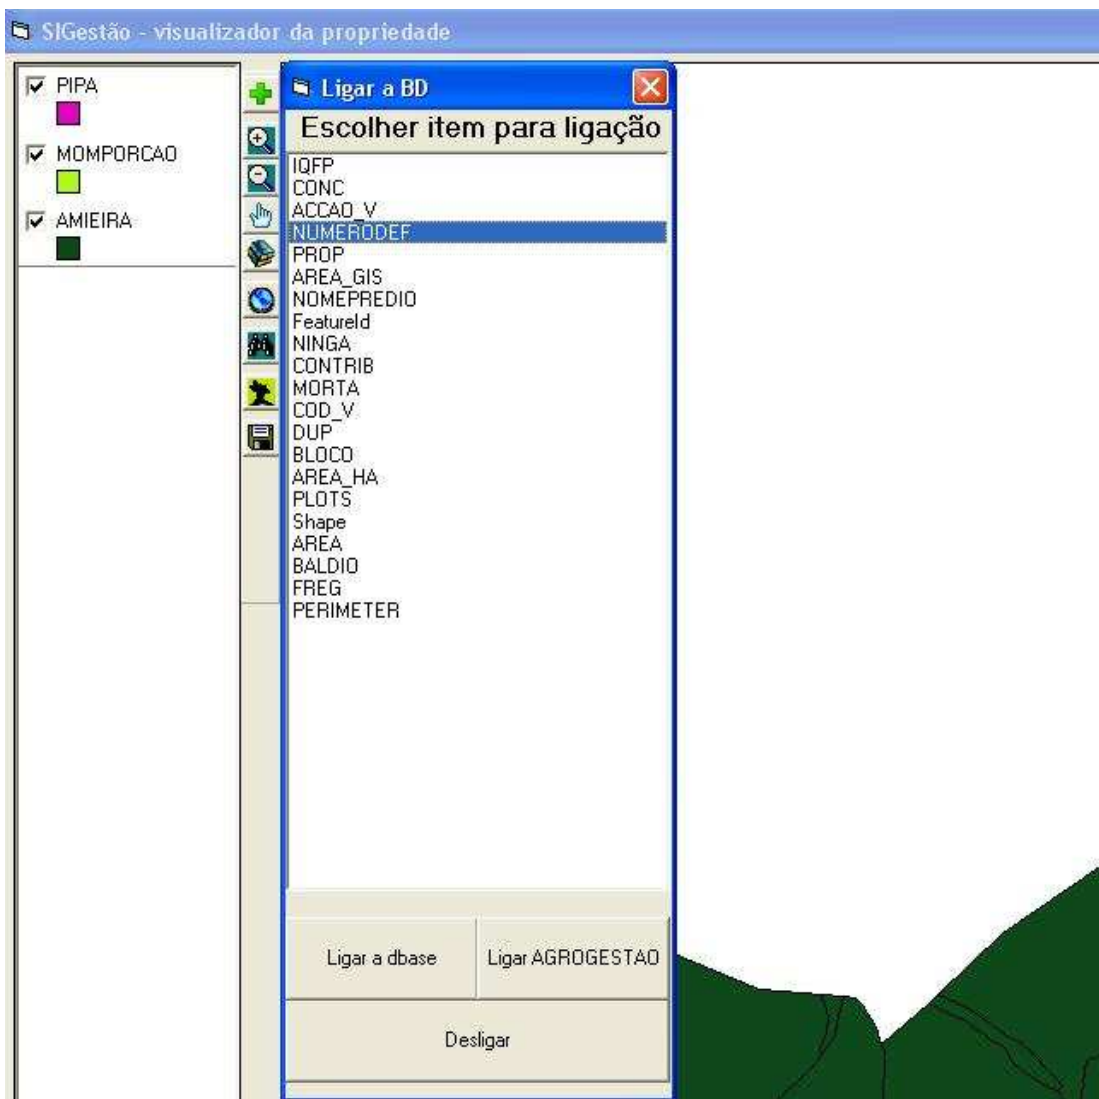 SIGestão - visualizador da propriedade
PIPA
MOMPORCAO
AMIEIRA
Ligar a BD
Escolher item para ligação
IQFP
CONC
ACCAO_V
NUMERODEF
PROP
AREA_GIS
NOMEPREDIO
FeatureId
NINGA
CONTRIB
MORTA
COD_V
DUP
BLOCO
AREA_HA
PLOTS
Shape
AREA
BALDIO
FREG
PERIMETER
Ligar a dbase
Ligar AGROGESTAO
Desligar